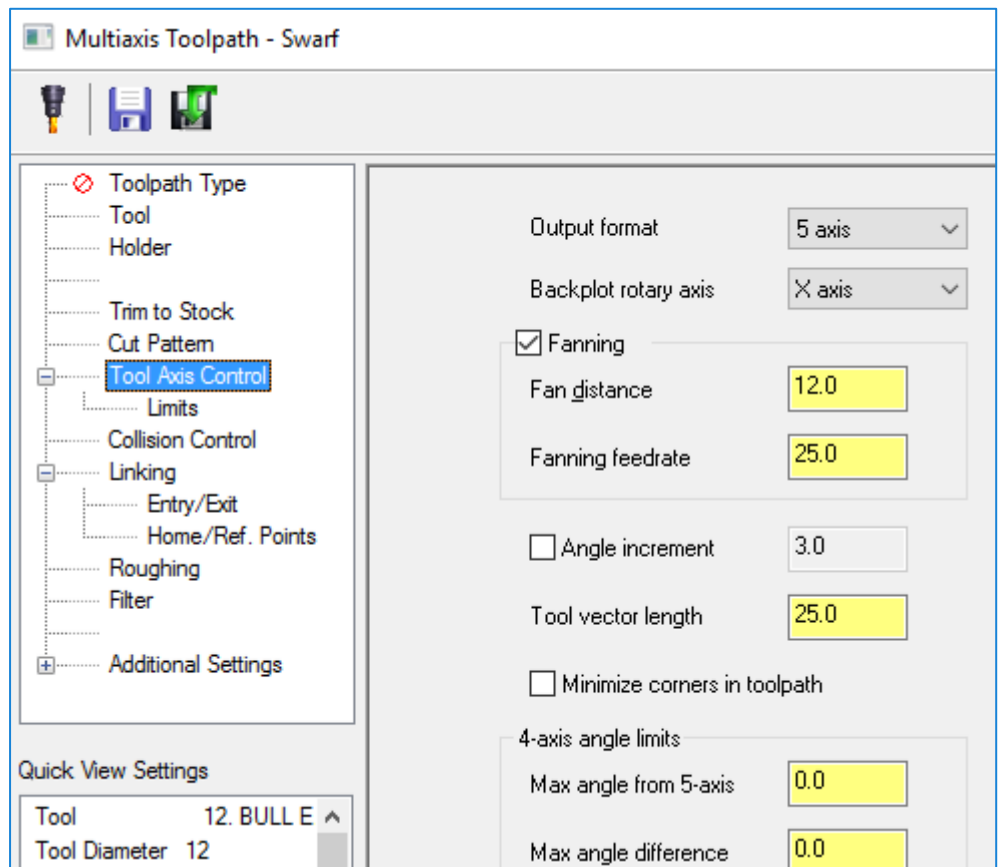 Multiaxis Toolpath - Swarf
Toolpath Type
Tool
Holder
Trim to Stock
Cut Pattern
Tool Axis Control
Limits
Collision Control
Linking
Entry/Exit
Home/Ref. Points
Roughing
Filter
Additional Settings
Quick View Settings
Tool 12. BULL E
Tool Diameter 12
Output format 5 axis
Backplot rotary axis X axis
Fanning
Fan distance 12.0
Fanning feedrate 25.0
Angle increment 3.0
Tool vector length 25.0
Minimize corners in toolpath
4-axis angle limits
Max angle from 5-axis 0.0
Max angle difference 0.0